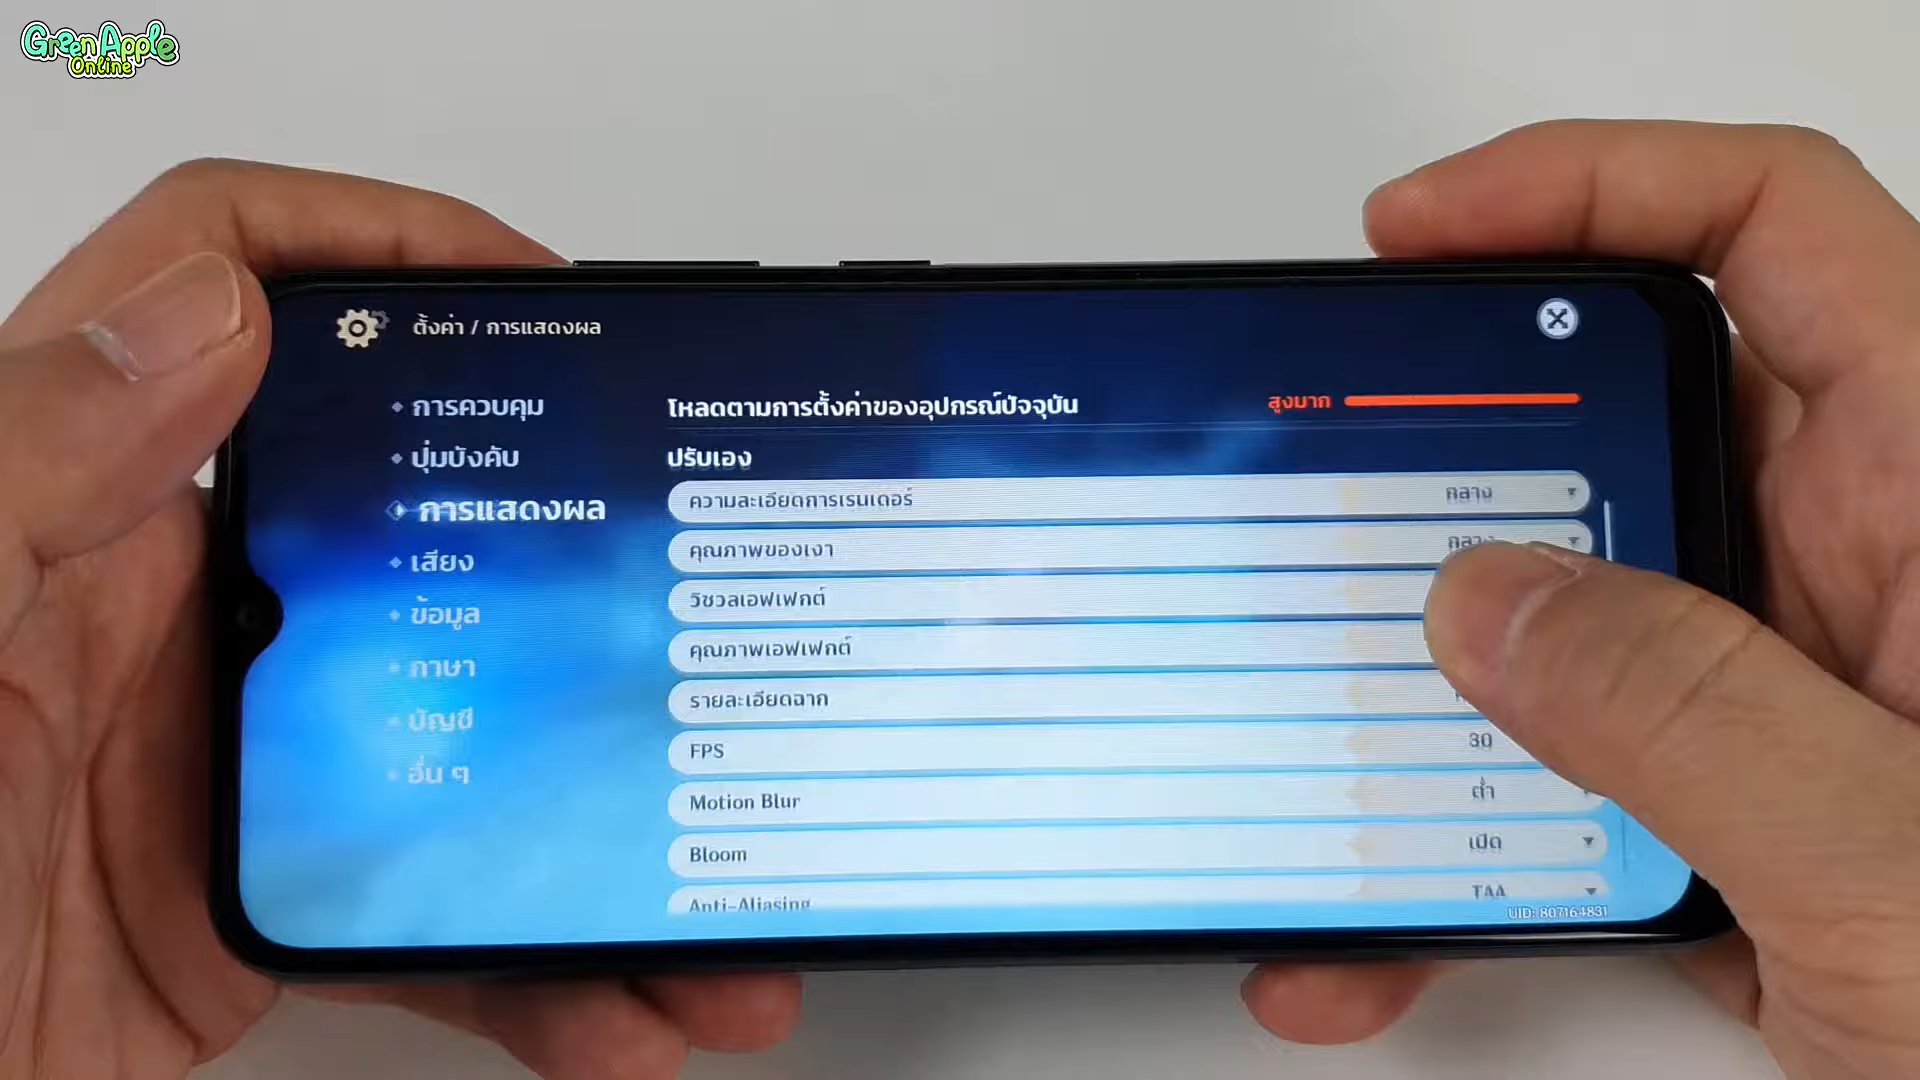 GreenApple
Online
ตั้งค่า / การแสดงผล
การควบคุม
ปุ่มบังคับ
การแสดงผล
เสียง
ข้อมูล
ภาษา
บัญชี
อื่น ๆ
โหลดตามการตั้งค่าของอุปกรณ์ปัจจุบัน สูงมาก
ปรับเอง
ความละเอียดการเรนเดอร์ กลาง
คุณภาพของเงา กลาง
วิชวลเอฟเฟกต์
คุณภาพเอฟเฟกต์
รายละเอียดฉาก
FPS 30
Motion Blur ต่ำ
Bloom เปิด
Anti-Aliasing TAA
UID: 807164831